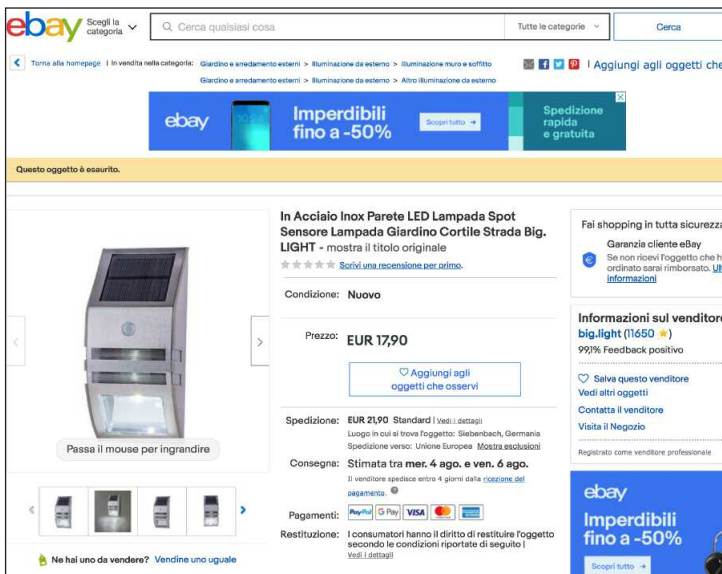 ebay
Scegli la categoria
Cerca qualsiasi cosa
Tutte le categorie
Cerca
Torna alla homepage | In vendita nella categoria:
Giardino e arredamento esterni > Illuminazione da esterno > Illuminazione muro e soffitto
Giardino e arredamento esterni > Illuminazione da esterno > Altro illuminazione da esterno
| Aggiungi agli oggetti che
ebay
Imperdibili
fino a -50%
Scopri tutto →
Spedizione
rapida
e gratuita
Questo oggetto è esaurito.
In Acciaio Inox Parete LED Lampada Spot
Sensore Lampada Giardino Cortile Strada Big.
LIGHT - mostra il titolo originale
Scrivi una recensione per primo.
Condizione: Nuovo
Prezzo: EUR 17,90
Aggiungi agli
oggetti che osservi
Spedizione: EUR 21,90 Standard | Vedi i dettagli
Luogo in cui si trova l'oggetto: Siebenbach, Germania
Spedizione verso: Unione Europea Mostra esclusioni
Consegna: Stimata tra mer. 4 ago. e ven. 6 ago.
Il venditore spedisce entro 4 giorni dalla ricezione del
pagamento.
Pagamenti: PayPal G Pay VISA
Restituzione: I consumatori hanno il diritto di restituire l'oggetto
secondo le condizioni riportate di seguito |
Vedi i dettagli
Passa il mouse per ingrandire
Ne hai uno da vendere? Vendine uno uguale
Fai shopping in tutta sicurezza
Garanzia cliente eBay
Se non ricevi l'oggetto che h
ordinato sarai rimborsato. Ul
informazioni
Informazioni sul venditore
big.light (11650 ★)
99,1% Feedback positivo
Salva questo venditore
Vedi altri oggetti
Contatta il venditore
Visita il Negozio
Registrato come venditore professionale
ebay
Imperdibili
fino a -50%
Scopri tutto →